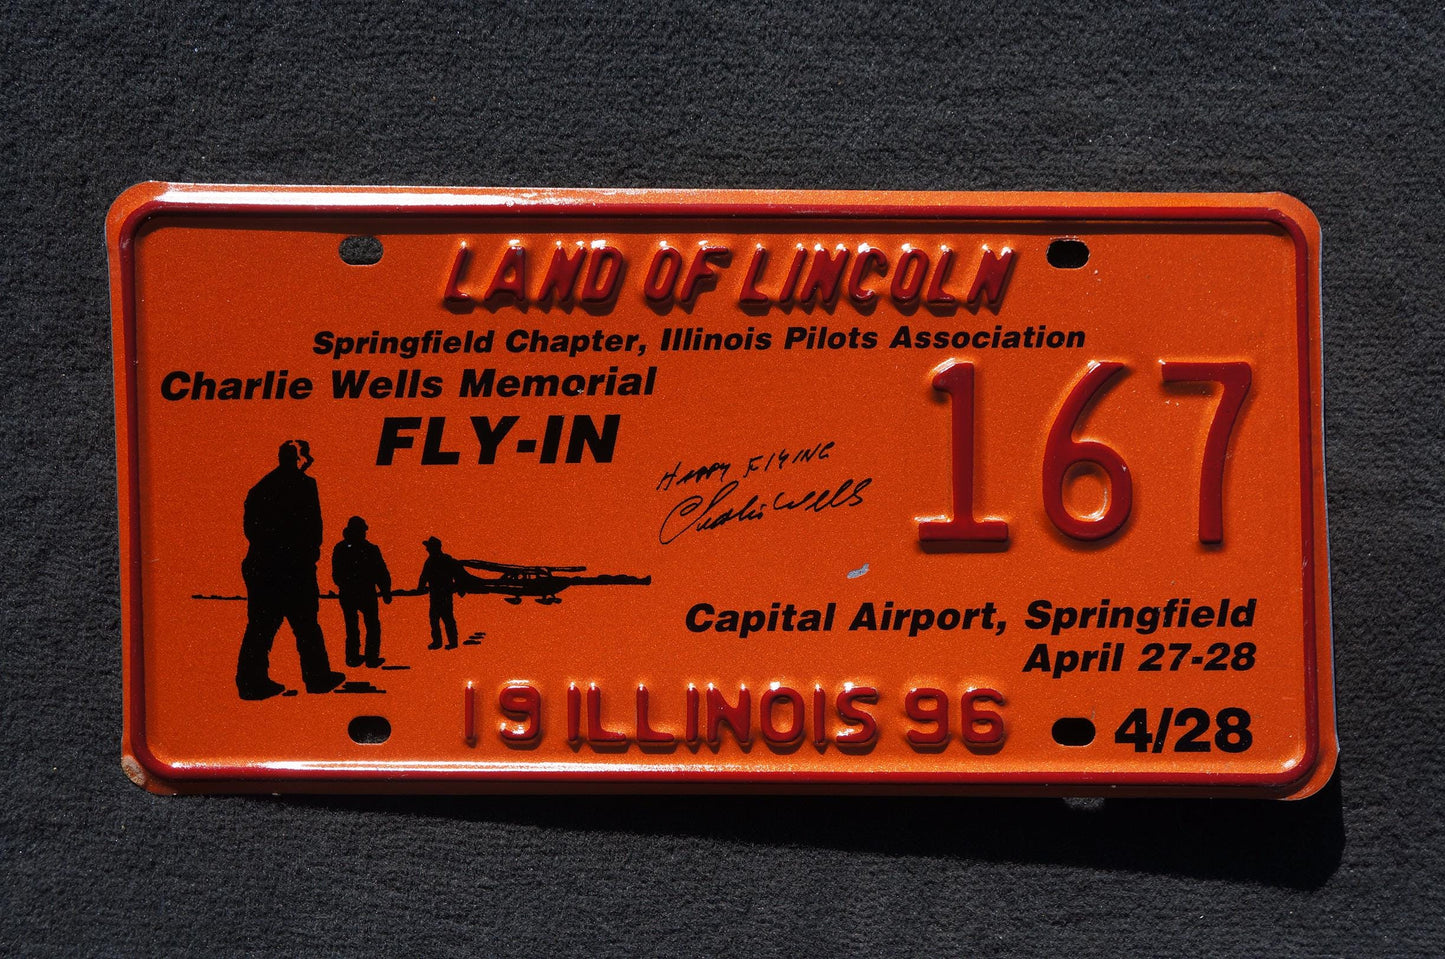 LAND OF LINCOLN
Springfield Chapter, Illinois Pilots Association
Charlie Wells Memorial
FLY-IN
167
HAPPY FLYING
Charlie Wells
Capital Airport, Springfield
April 27-28
19 ILLINOIS 96
4/28